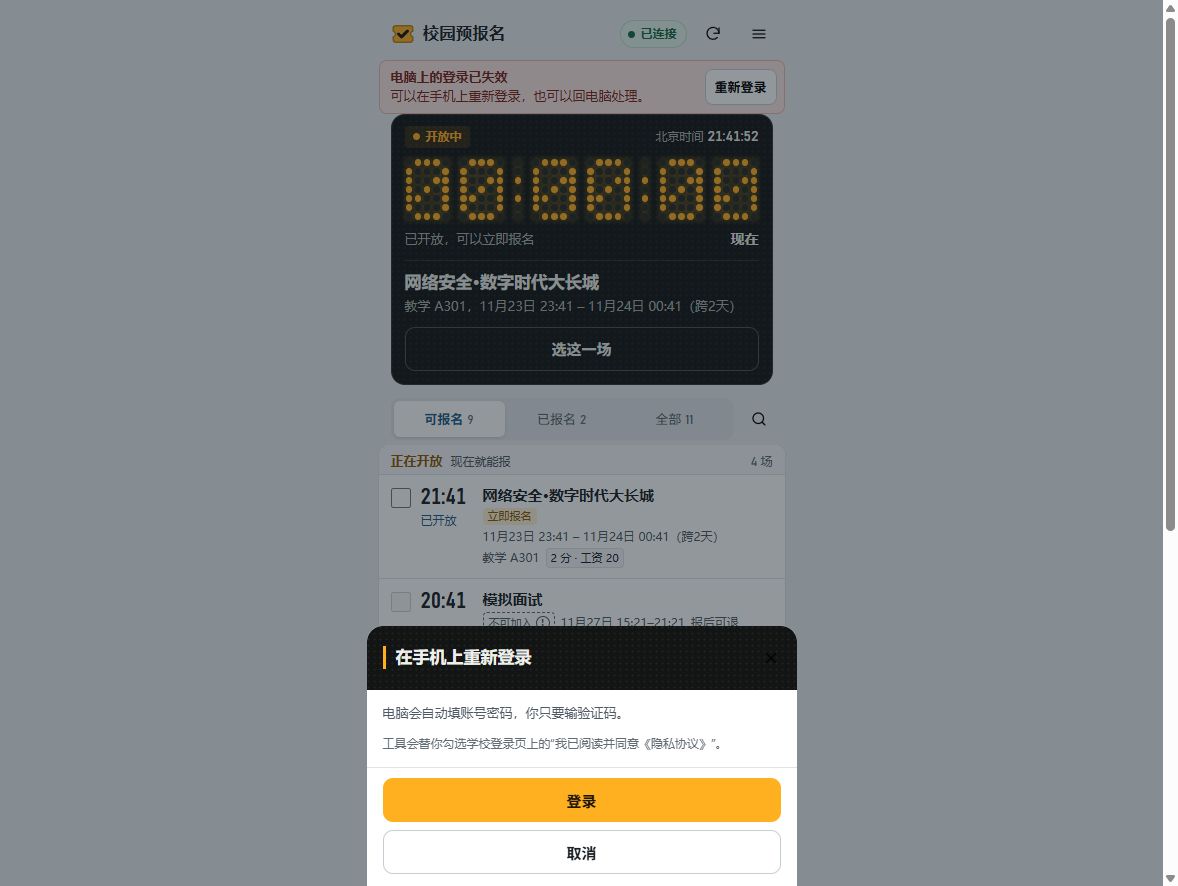 校园预报名
已连接
电脑上的登录已失效
可以在手机上重新登录，也可以回电脑处理。
重新登录
开放中
北京时间 21:41:52
00:00:00
已开放，可以立即报名
现在
网络安全•数字时代大长城
教学 A301，11月23日 23:41 – 11月24日 00:41（跨2天）
选这一场
可报名 9
已报名 2
全部 11
正在开放 现在就能报
4 场
21:41
已开放
网络安全•数字时代大长城
立即报名
11月23日 23:41 – 11月24日 00:41（跨2天）
教学 A301 2 分 · 工资 20
20:41
模拟面试
不可加入 11月27日 15:21–21:21 报后可退
在手机上重新登录
电脑会自动填账号密码，你只要输验证码。
工具会替你勾选学校登录页上的“我已阅读并同意《隐私协议》”。
登录
取消